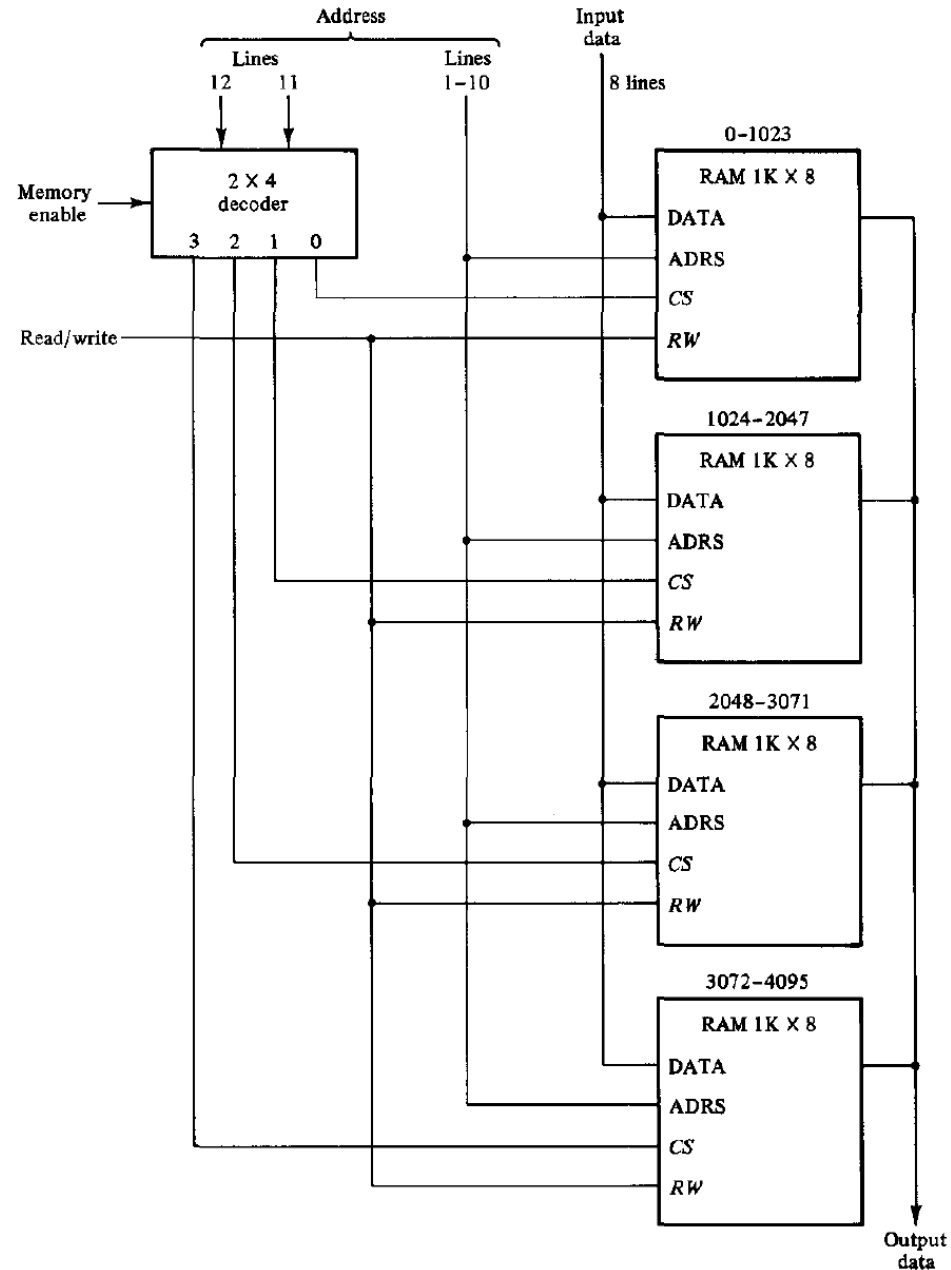 Address
Lines
12 11
Lines
1-10
Input
data
8 lines
Memory
enable
2 X 4
decoder
3 2 1 0
Read/write
0-1023
RAM 1K X 8
DATA
ADRS
CS
RW
1024-2047
RAM 1K X 8
DATA
ADRS
CS
RW
2048-3071
RAM 1K X 8
DATA
ADRS
CS
RW
3072-4095
RAM 1K X 8
DATA
ADRS
CS
RW
Output
data